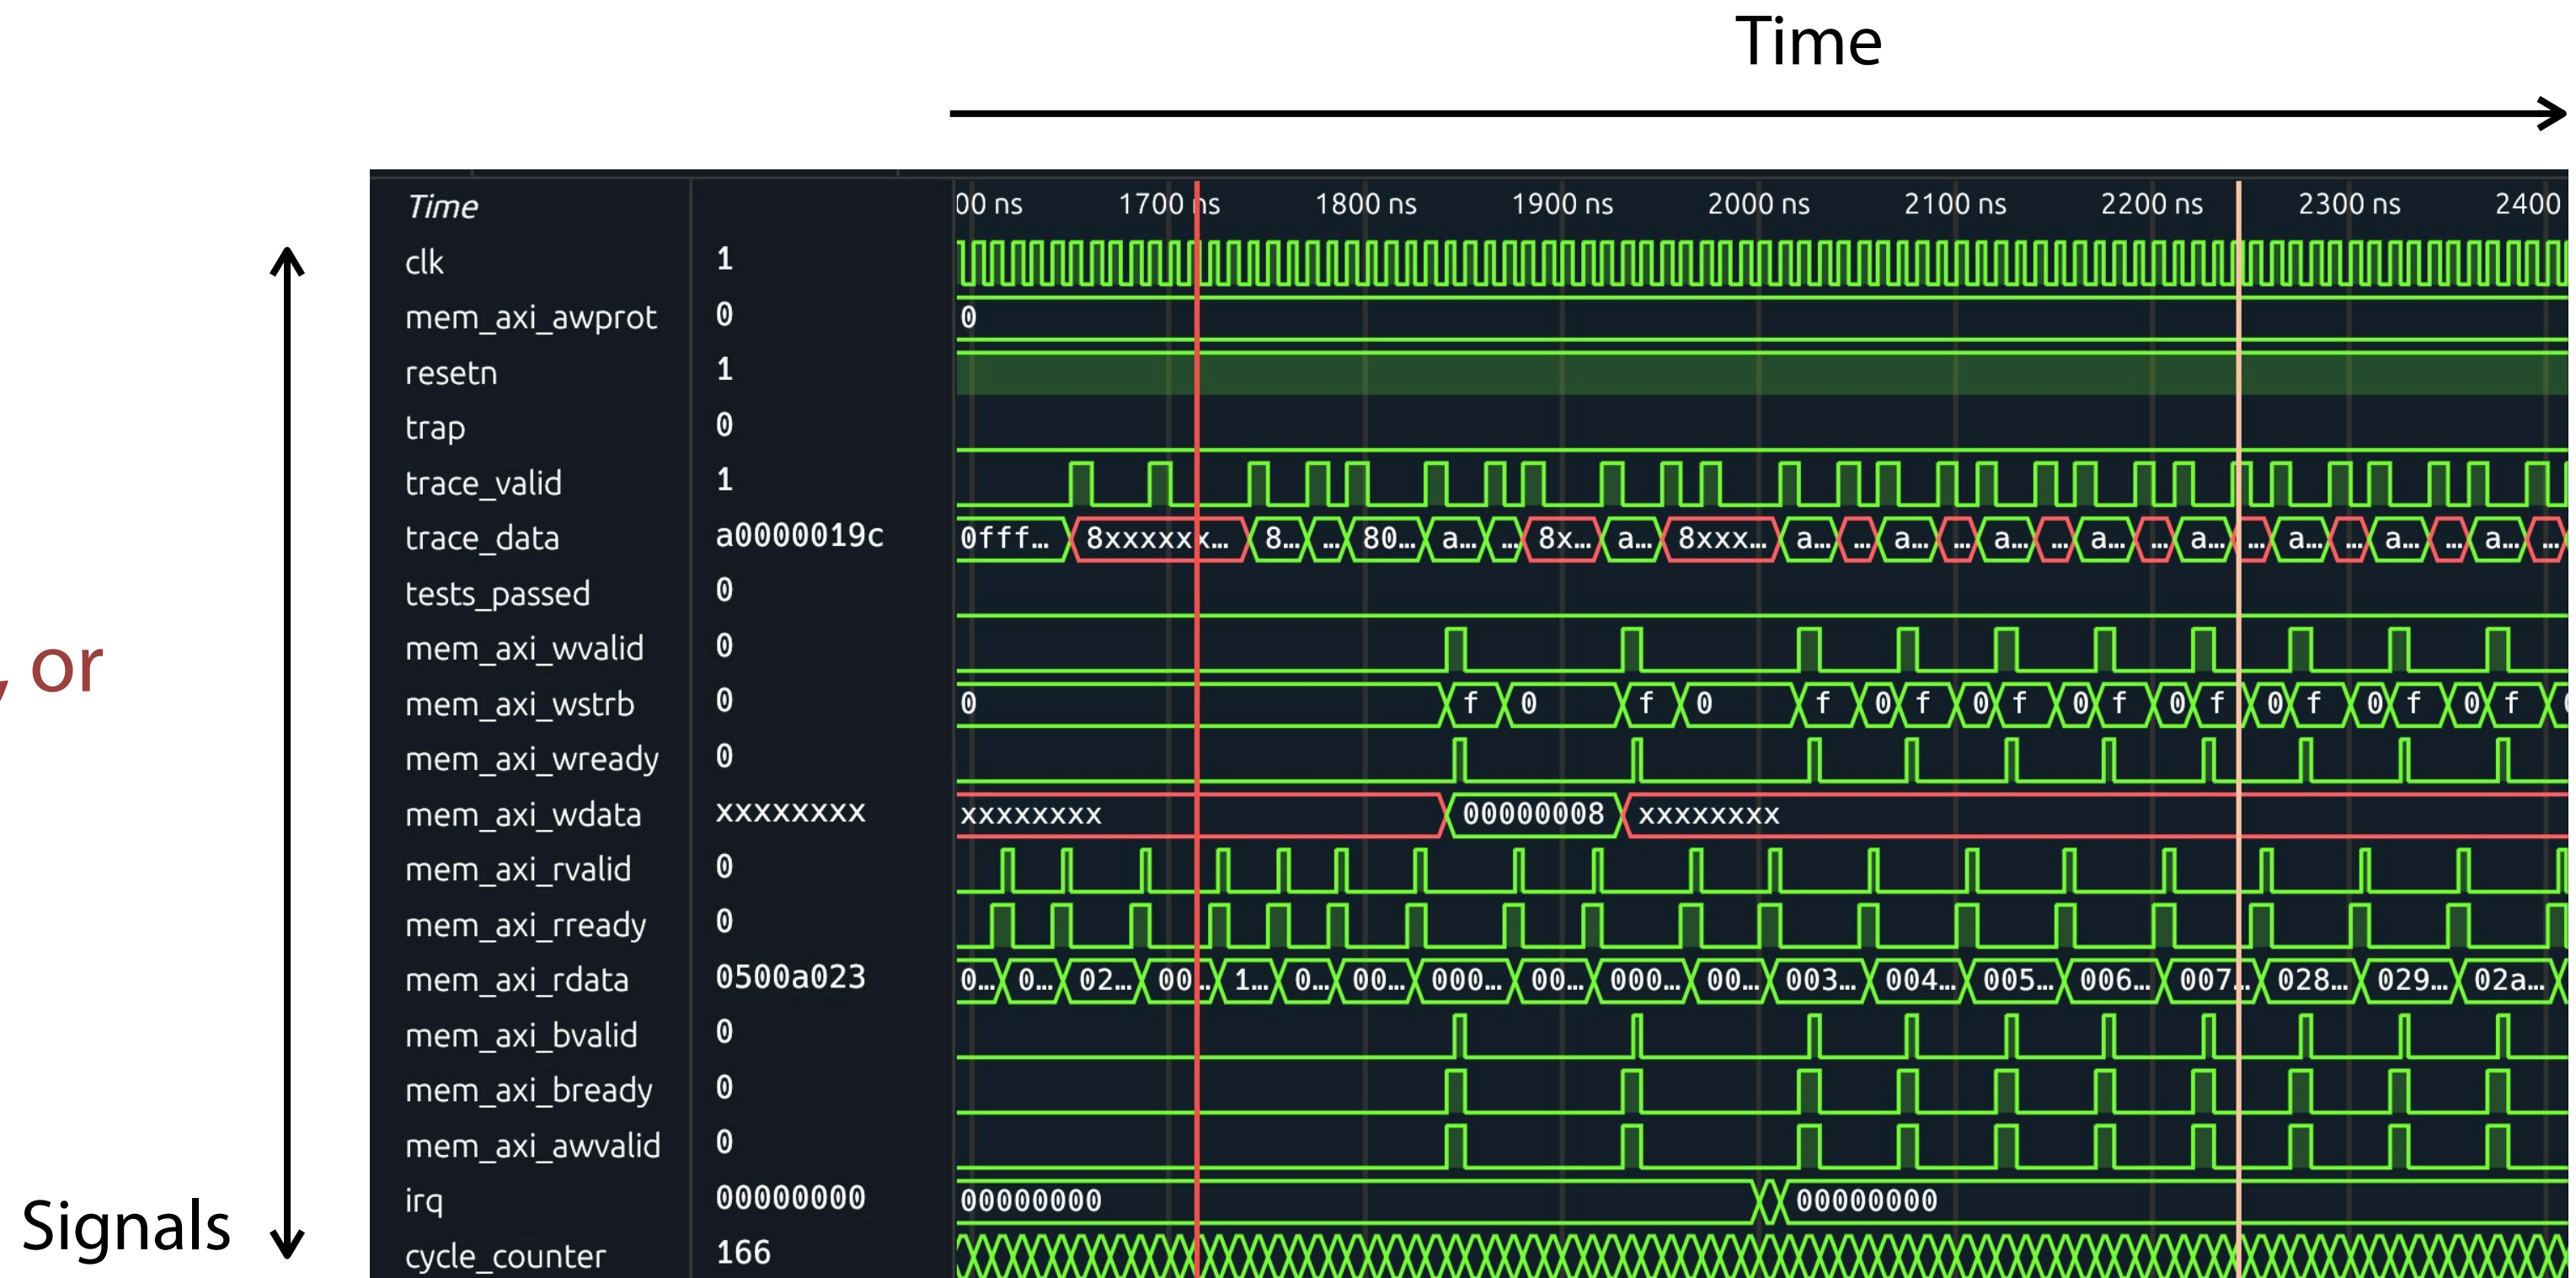 Time
Time 00 ns 1700 ns 1800 ns 1900 ns 2000 ns 2100 ns 2200 ns 2300 ns 2400
clk 1
mem_axi_awprot 0 0
resetn 1
trap 0
trace_valid 1
trace_data a0000019c 0fff... 8xxxxxx... 8... ... 80... a... ... 8x... a... 8xxx... a... ... a... ... a... ... a... ... a... ... a... ... a... ... a... ...
tests_passed 0
, or
mem_axi_wvalid 0
mem_axi_wstrb 0 0 f 0 f 0 f 0 f 0 f 0 f 0 f 0 f 0 f 0 f
mem_axi_wready 0
mem_axi_wdata xxxxxxxx xxxxxxxx 00000008 xxxxxxxx
mem_axi_rvalid 0
mem_axi_rready 0
mem_axi_rdata 0500a023 0... 0... 02... 00... 1... 0... 00... 000... 00... 000... 00... 003... 004... 005... 006... 007... 028... 029... 02a...
mem_axi_bvalid 0
mem_axi_bready 0
mem_axi_awvalid 0
irq 00000000 00000000 00000000
Signals
cycle_counter 166